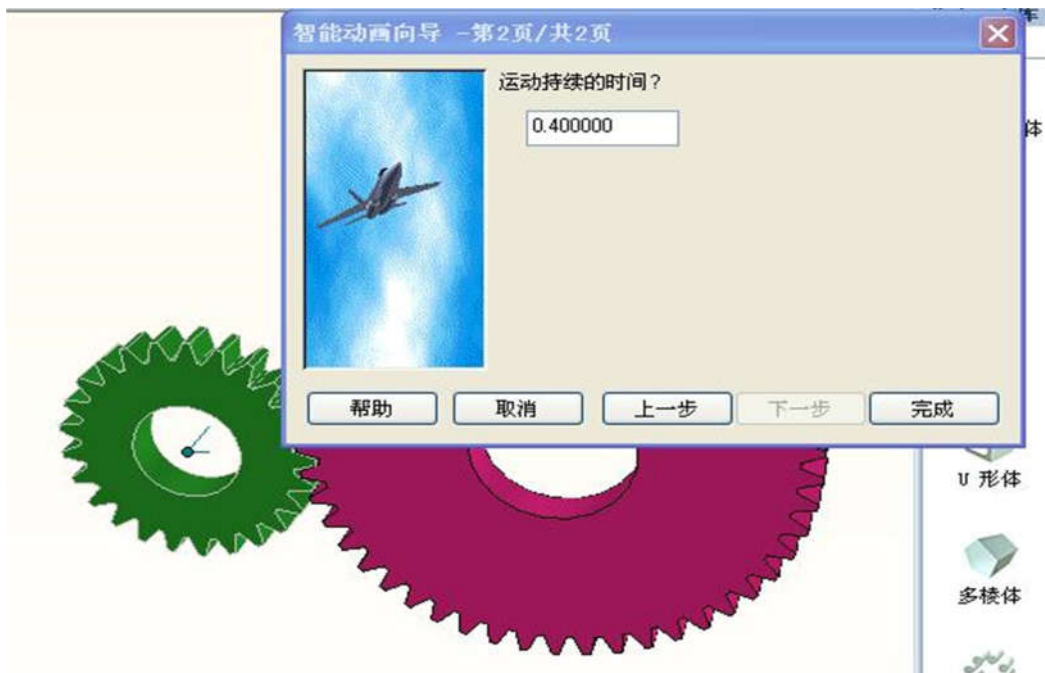 智能动画向导 -第2页/共2页
运动持续的时间？
0.400000
体
帮助
取消
上一步
下一步
完成
U 形体
多棱体